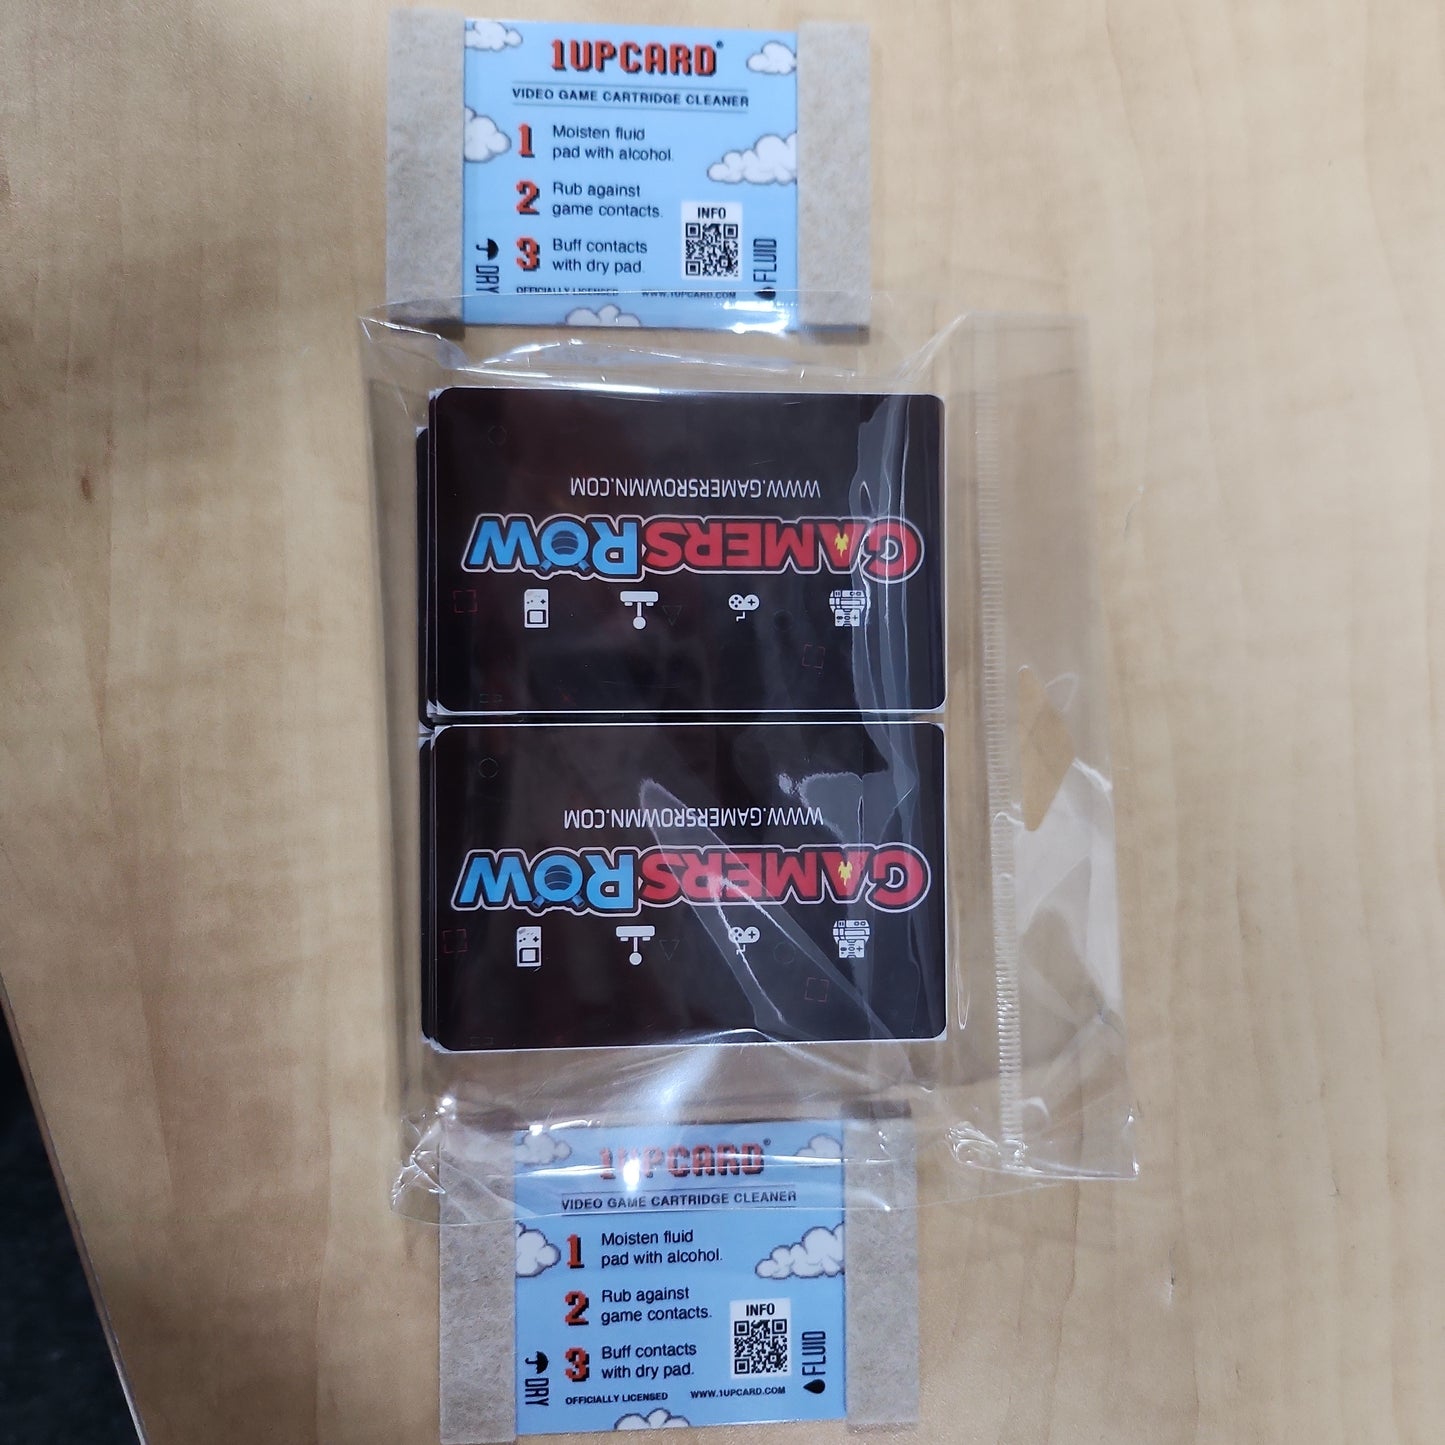 1UPCARD®
VIDEO GAME CARTRIDGE CLEANER
1 Moisten fluid
pad with alcohol.
2 Rub against
game contacts.
INFO
3 Buff contacts
with dry pad.
DRY
FLUID
OFFICIALLY LICENSED WWW.1UPCARD.COM
WWW.GAMERSROWMN.COM
GAMERSROW
WWW.GAMERSROWMN.COM
GAMERSROW
1UPCARD®
VIDEO GAME CARTRIDGE CLEANER
1 Moisten fluid
pad with alcohol.
2 Rub against
game contacts.
INFO
3 Buff contacts
with dry pad.
DRY
FLUID
OFFICIALLY LICENSED WWW.1UPCARD.COM